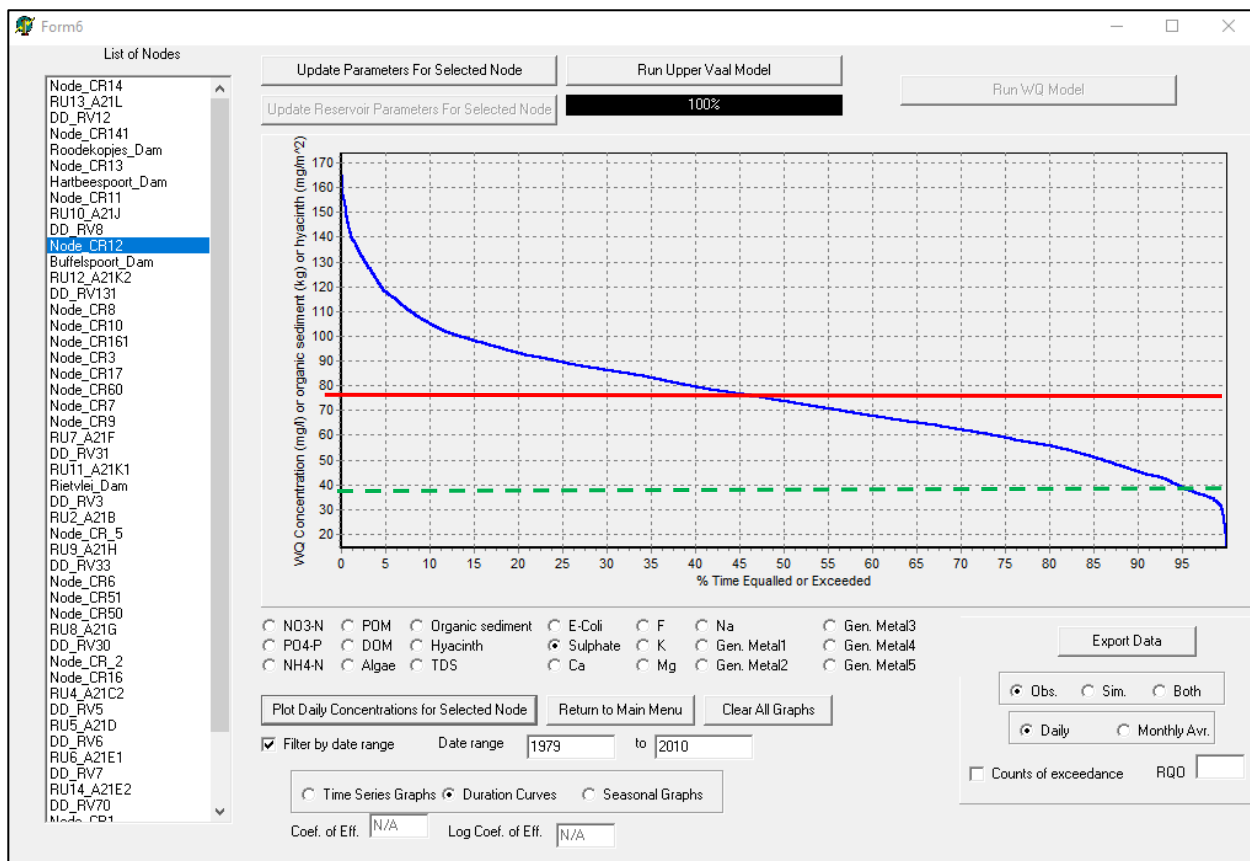 Form6
List of Nodes
Node_CR14
RU13_A21L
DD_RV12
Node_CR141
Roodekopjes_Dam
Node_CR13
Hartbeespoort_Dam
Node_CR11
RU10_A21J
DD_RV8
Node_CR12
Buffelspoort_Dam
RU12_A21K2
DD_RV131
Node_CR8
Node_CR10
Node_CR161
Node_CR3
Node_CR17
Node_CR60
Node_CR7
Node_CR9
RU7_A21F
DD_RV31
RU11_A21K1
Rietvlei_Dam
DD_RV3
RU2_A21B
Node_CR_5
RU9_A21H
DD_RV33
Node_CR6
Node_CR51
Node_CR50
RU8_A21G
DD_RV30
Node_CR_2
Node_CR16
RU4_A21C2
DD_RV5
RU5_A21D
DD_RV6
RU6_A21E1
DD_RV7
RU14_A21E2
DD_RV70
Node_CR1
Update Parameters For Selected Node
Run Upper Vaal Model
Run WQ Model
Update Reservoir Parameters For Selected Node
100%
WQ Concentration (mg/l) or organic sediment (kg) or hyacinth (mg/m^2)
170
160
150
140
130
120
110
100
90
80
70
60
50
40
30
20
0 5 10 15 20 25 30 35 40 45 50 55 60 65 70 75 80 85 90 95
% Time Equalled or Exceeded
NO3-N POM Organic sediment E-Coli F Na Gen. Metal3
PO4-P DOM Hyacinth Sulphate K Gen. Metal1 Gen. Metal4
NH4-N Algae TDS Ca Mg Gen. Metal2 Gen. Metal5
Plot Daily Concentrations for Selected Node Return to Main Menu Clear All Graphs
Filter by date range Date range 1979 to 2010
Time Series Graphs Duration Curves Seasonal Graphs
Coef. of Eff. N/A Log Coef. of Eff. N/A
Export Data
Obs. Sim. Both
Daily Monthly Avr.
Counts of exceedance RQO